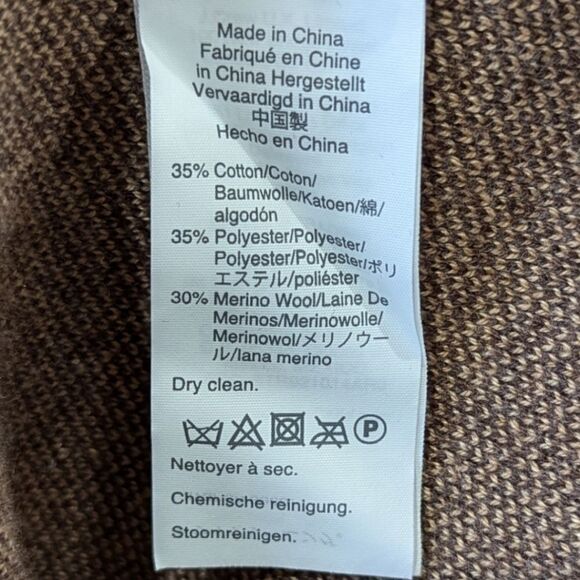 Made in China
Fabriqué en Chine
in China Hergestellt
Vervaardigd in China
中国製
Hecho en China
35% Cotton/Coton/
Baumwolle/Katoen/綿/
algodón
35% Polyester/Polyester/
Polyester/Polyester/ポリ
エステル/poliéster
30% Merino Wool/Laine De
Merinos/Merinowolle/
Merinowol/メリノウー
ル/lana merino
Dry clean.
P
Nettoyer à sec.
Chemische reinigung.
Stoomreinigen.